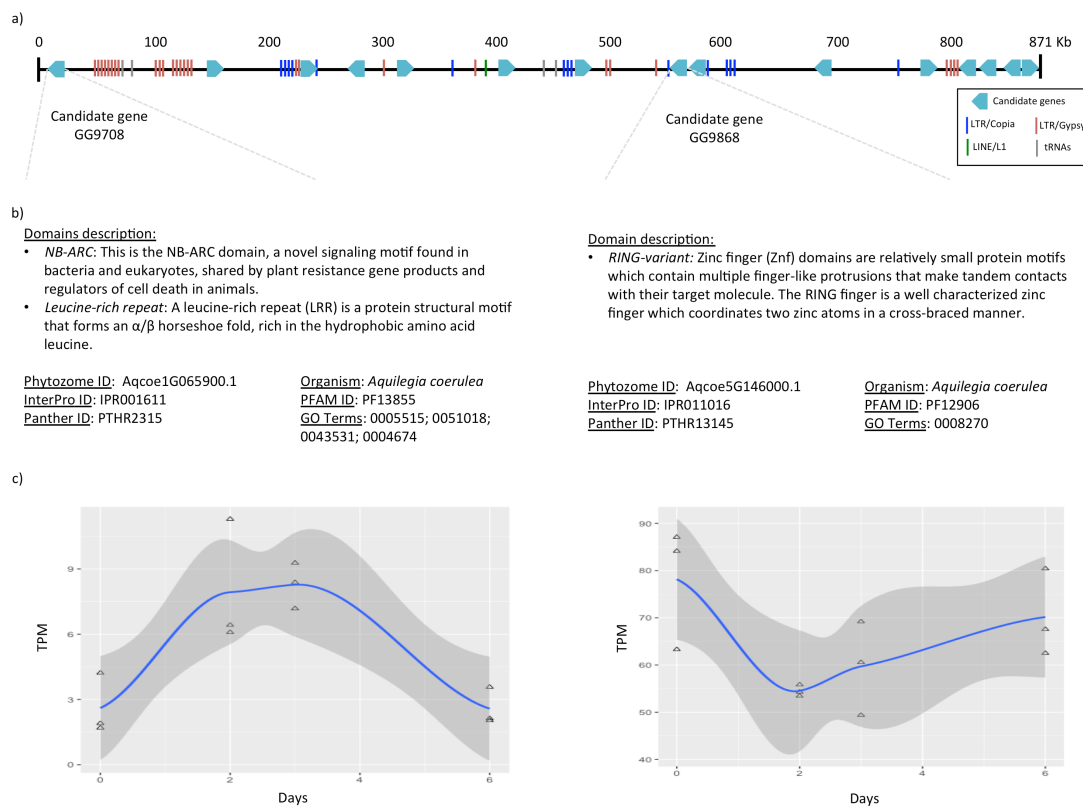 a)
0 100 200 300 400 500 600 700 800 871 Kb
Candidate gene
GG9708
Candidate gene
GG9868
Candidate genes
LTR/Copia LTR/Gypsy
LINE/L1 tRNAs
b)
Domains description:
• NB-ARC: This is the NB-ARC domain, a novel signaling motif found in
bacteria and eukaryotes, shared by plant resistance gene products and
regulators of cell death in animals.
• Leucine-rich repeat: A leucine-rich repeat (LRR) is a protein structural motif
that forms an α/β horseshoe fold, rich in the hydrophobic amino acid
leucine.
Phytozome ID: Aqcoe1G065900.1
InterPro ID: IPR001611
Panther ID: PTHR2315
Organism: Aquilegia coerulea
PFAM ID: PF13855
GO Terms: 0005515; 0051018;
0043531; 0004674
Domain description:
• RING-variant: Zinc finger (Znf) domains are relatively small protein motifs
which contain multiple finger-like protrusions that make tandem contacts
with their target molecule. The RING finger is a well characterized zinc
finger which coordinates two zinc atoms in a cross-braced manner.
Phytozome ID: Aqcoe5G146000.1
InterPro ID: IPR011016
Panther ID: PTHR13145
Organism: Aquilegia coerulea
PFAM ID: PF12906
GO Terms: 0008270
c)
TPM
9
6
3
0
0 2 4 6
Days
TPM
90
80
70
60
50
40
0 2 4 6
Days